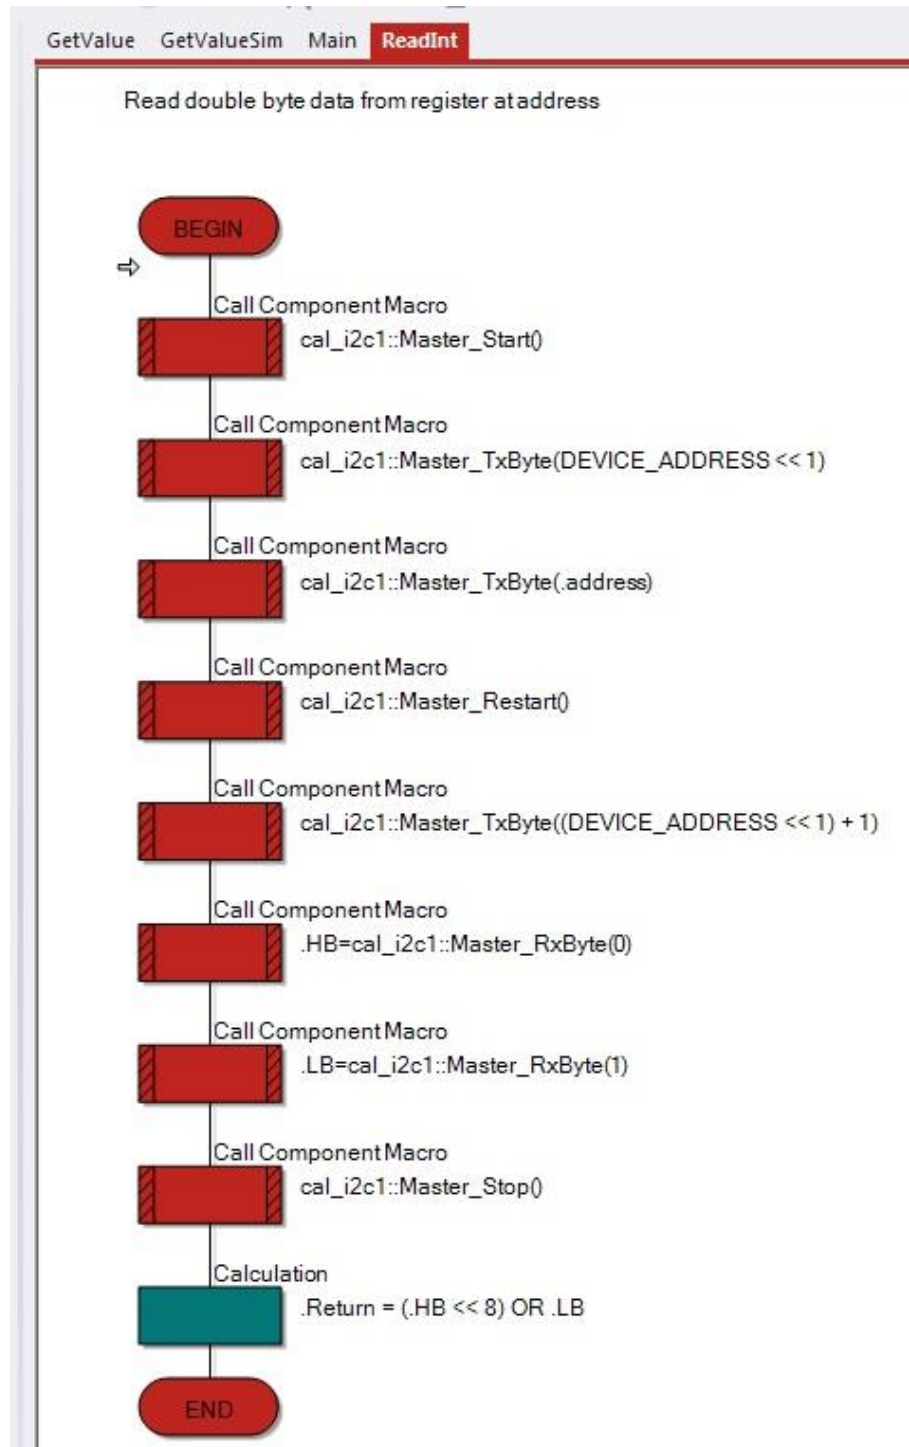 GetValue GetValueSim Main ReadInt
Read double byte data from register at address
BEGIN
Call Component Macro
cal_i2c1::Master_Start()
Call Component Macro
cal_i2c1::Master_TxByte(DEVICE_ADDRESS << 1)
Call Component Macro
cal_i2c1::Master_TxByte(.address)
Call Component Macro
cal_i2c1::Master_Restart()
Call Component Macro
cal_i2c1::Master_TxByte((DEVICE_ADDRESS << 1) + 1)
Call Component Macro
.HB=cal_i2c1::Master_RxByte(0)
Call Component Macro
.LB=cal_i2c1::Master_RxByte(1)
Call Component Macro
cal_i2c1::Master_Stop()
Calculation
.Return = (.HB << 8) OR .LB
END